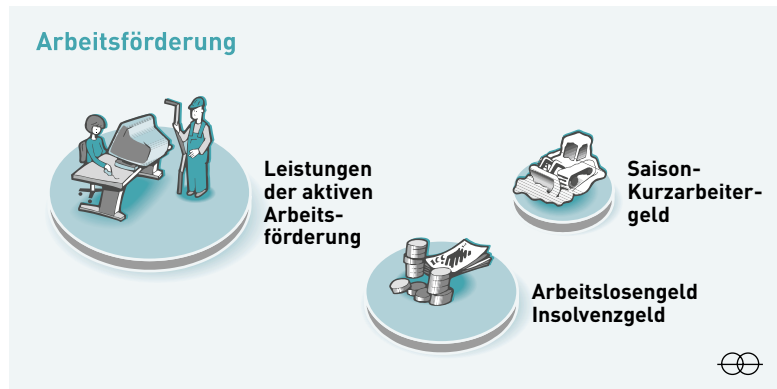 Arbeitsförderung
Leistungen
der aktiven
Arbeits-
förderung
Saison-
Kurzarbeiter-
geld
Arbeitslosengeld
Insolvenzgeld